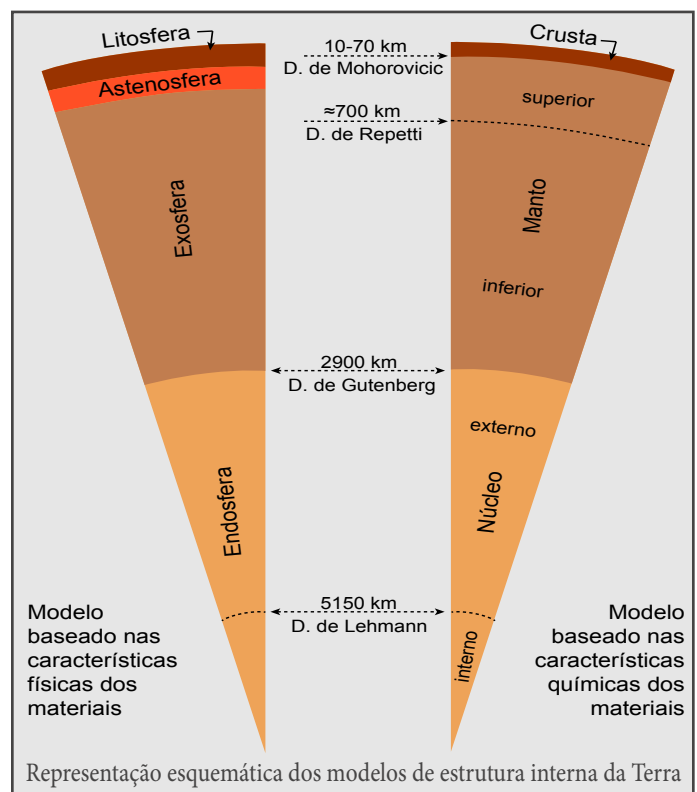 Litosfera
Astenosfera
Exosfera
Endosfera
Modelo
baseado nas
características
físicas dos
materiais
10-70 km
D. de Mohorovicic
≈700 km
D. de Repetti
2900 km
D. de Gutenberg
5150 km
D. de Lehmann
Crusta
superior
Manto
inferior
externo
Núcleo
interno
Modelo
baseado nas
características
químicas dos
materiais
Representação esquemática dos modelos de estrutura interna da Terra